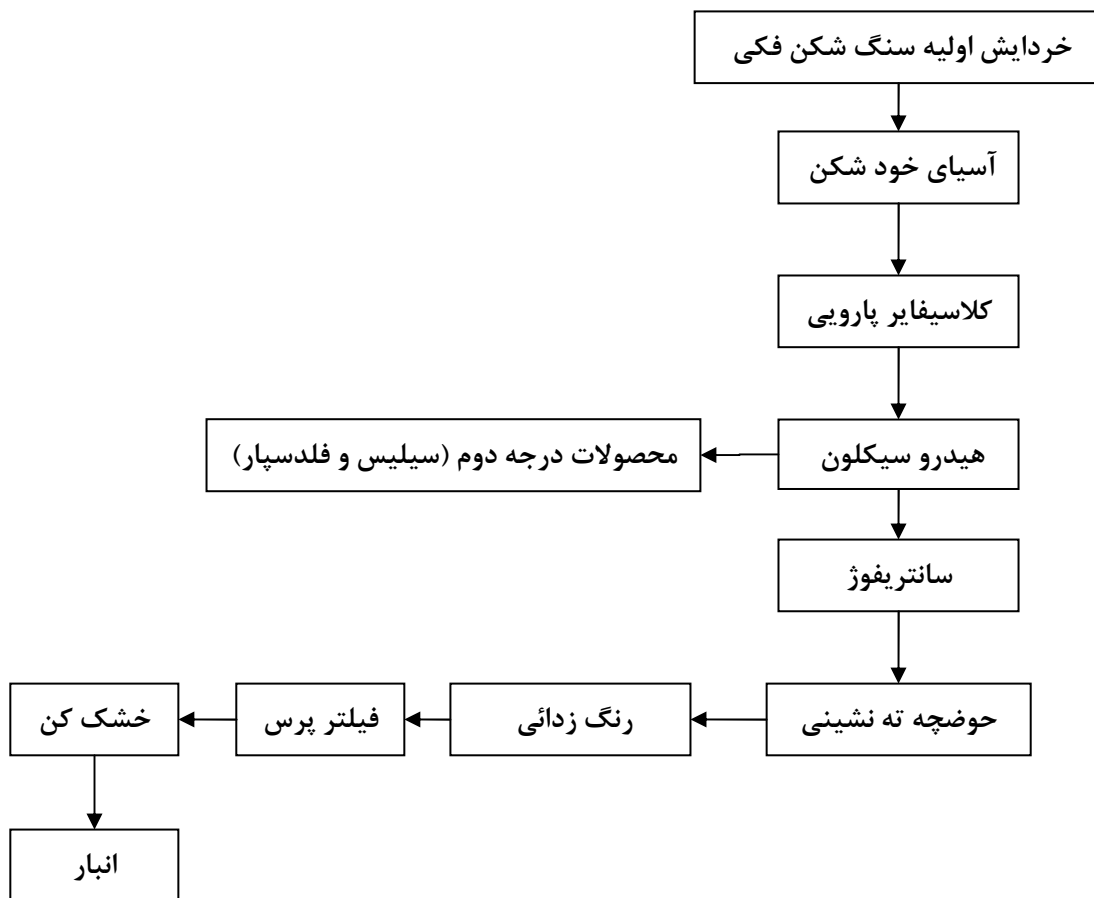 خردایش اولیه سنگ شکن فکی
آسیای خود شکن
کلاسیفایر پارویی
هیدرو سیکلون
محصولات درجه دوم (سیلیس و فلدسپار)
سانتریفوژ
حوضچه ته نشینی
رنگ زدائی
فیلتر پرس
خشک کن
انبار